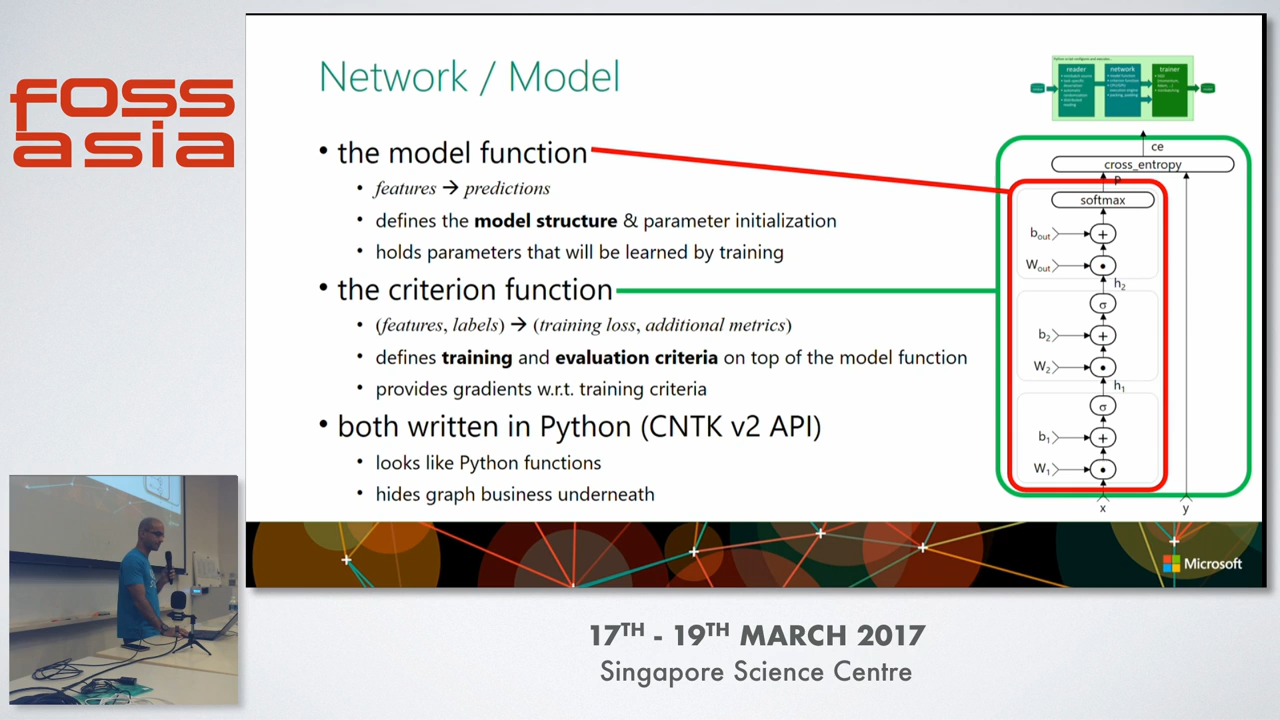 foss
asia
Network / Model
• the model function
• features → predictions
• defines the model structure & parameter initialization
• holds parameters that will be learned by training
• the criterion function
• (features, labels) → (training loss, additional metrics)
• defines training and evaluation criteria on top of the model function
• provides gradients w.r.t. training criteria
• both written in Python (CNTK v2 API)
• looks like Python functions
• hides graph business underneath
reader
network
trainer
ce
cross_entropy
p
softmax
bout
+
Wout
•
h2
σ
b2
+
W2
•
h1
σ
b1
+
W1
•
x
y
Microsoft
17TH - 19TH MARCH 2017
Singapore Science Centre